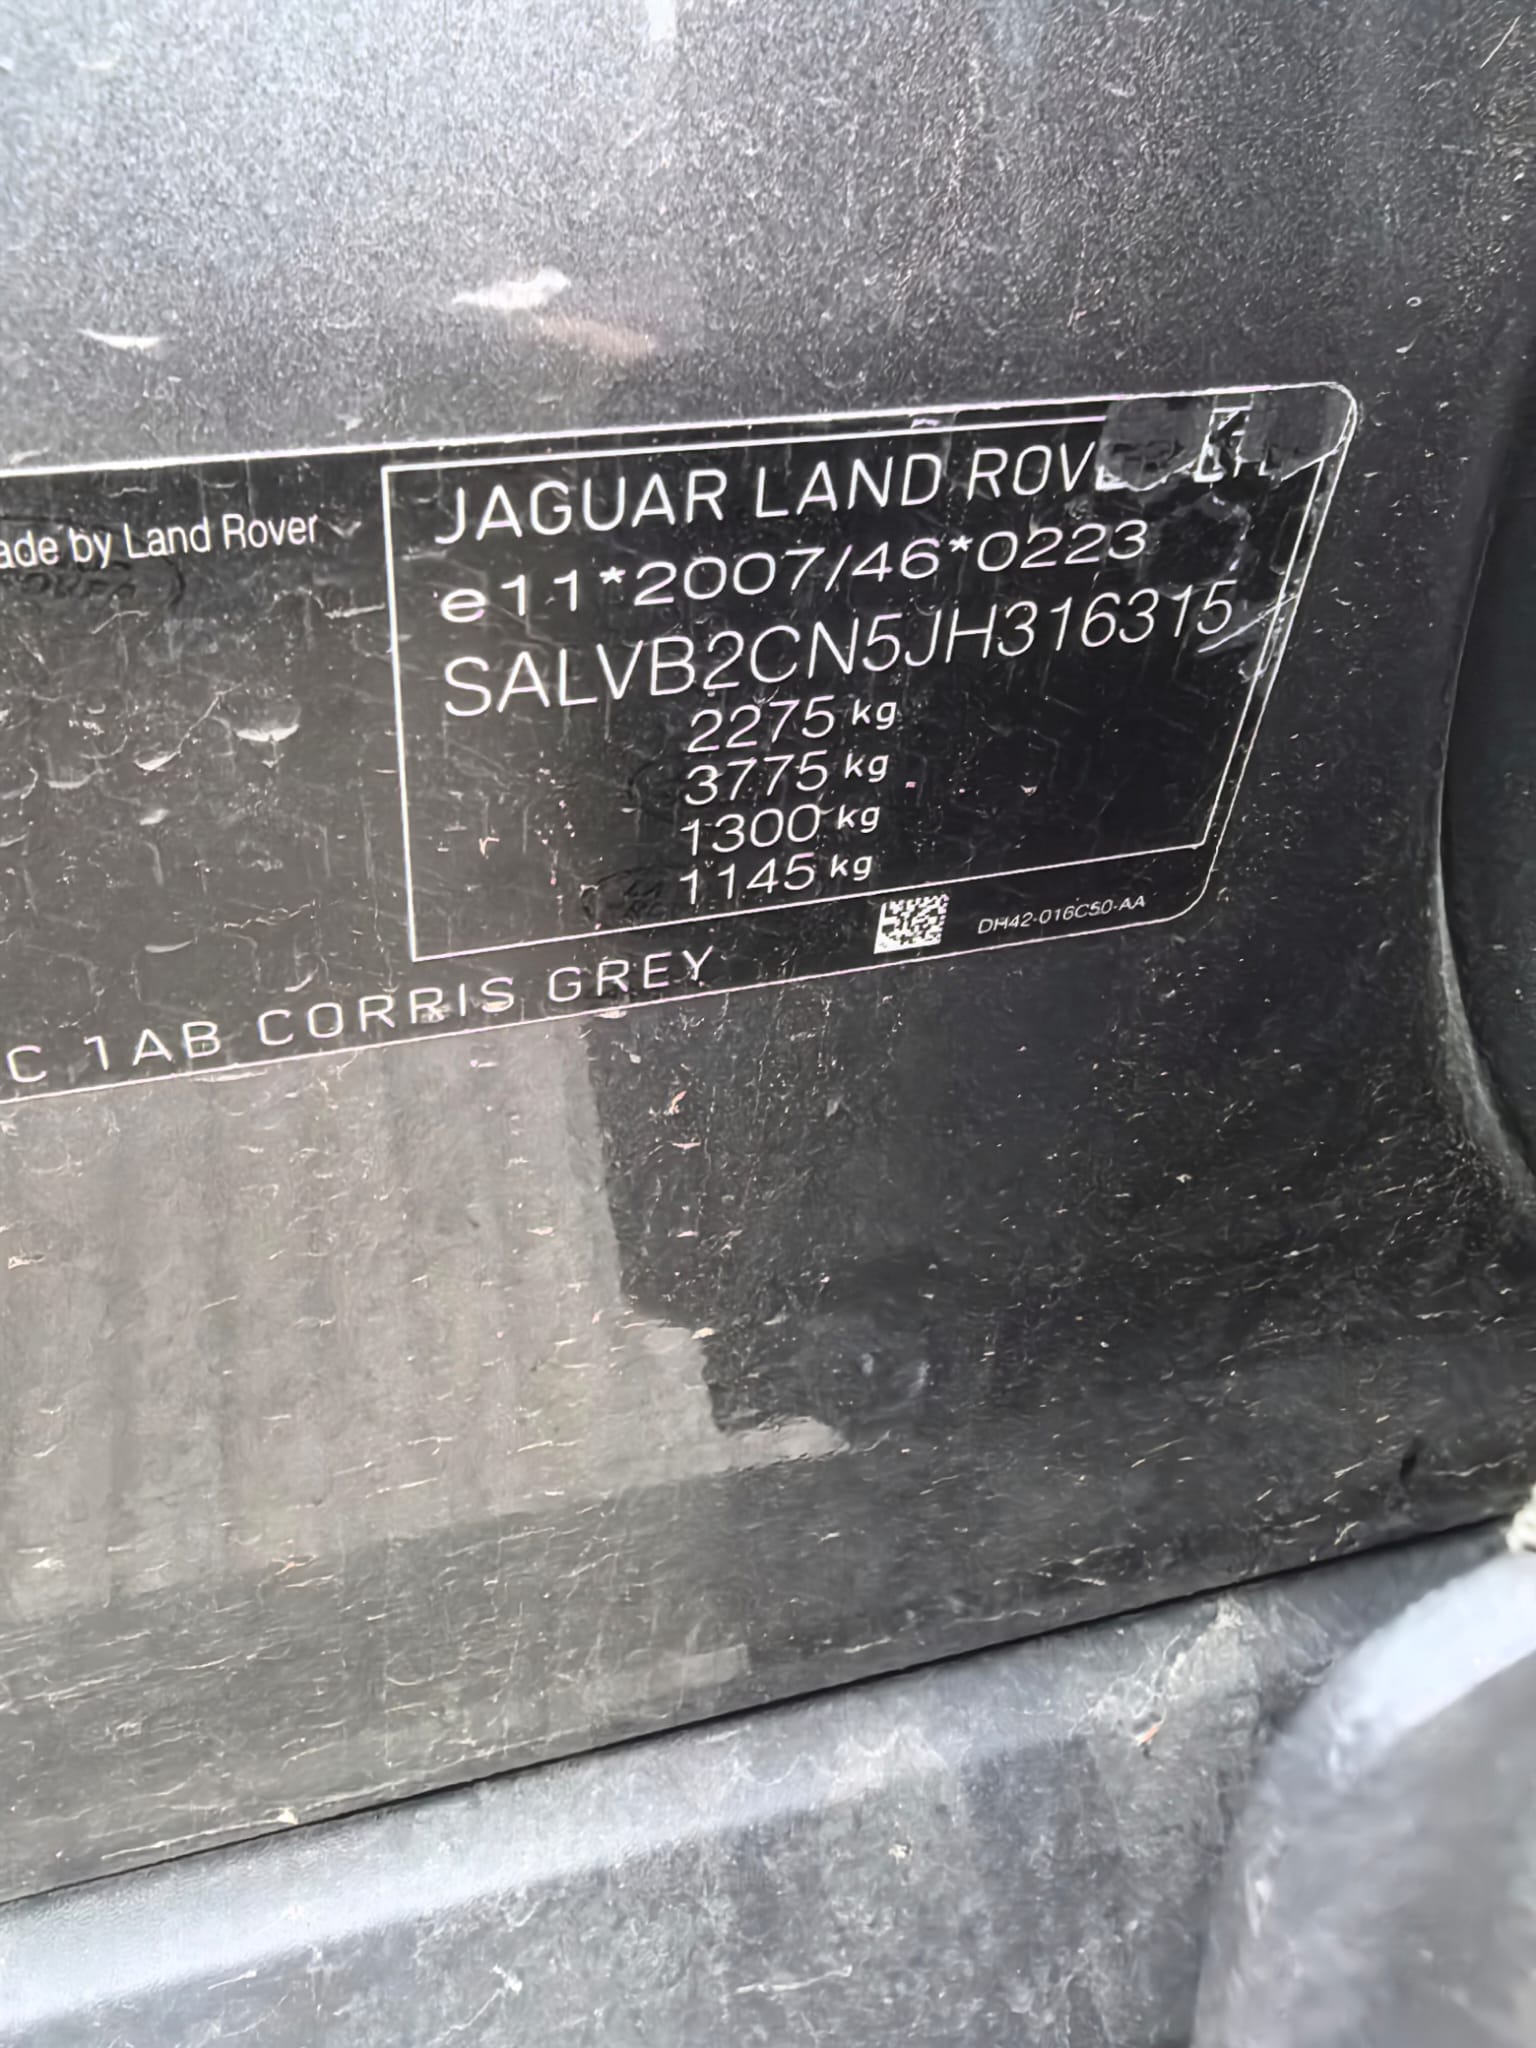 ade by Land Rover
JAGUAR LAND ROVER
e11*2007/46*0223
SALVB2CN5JH316315
2275 kg
3775 kg
1300 kg
1145 kg
DH42-016C50-AA
C 1AB CORRIS GREY